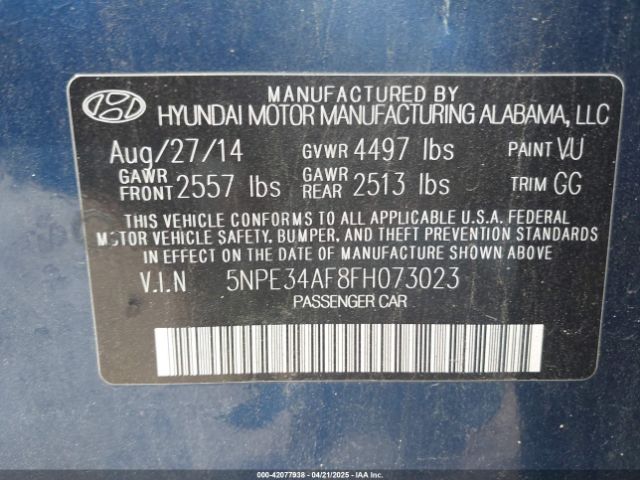 MANUFACTURED BY
HYUNDAI MOTOR MANUFACTURING ALABAMA, LLC
Aug/27/14 GVWR 4497 lbs PAINT VU
GAWR FRONT 2557 lbs GAWR REAR 2513 lbs TRIM GG
THIS VEHICLE CONFORMS TO ALL APPLICABLE U.S.A. FEDERAL
MOTOR VEHICLE SAFETY, BUMPER, AND THEFT PREVENTION STANDARDS
IN EFFECT ON THE DATE OF MANUFACTURE SHOWN ABOVE
V.I.N 5NPE34AF8FH073023
PASSENGER CAR
000-42077938 - 04/21/2025 - IAAI.COM